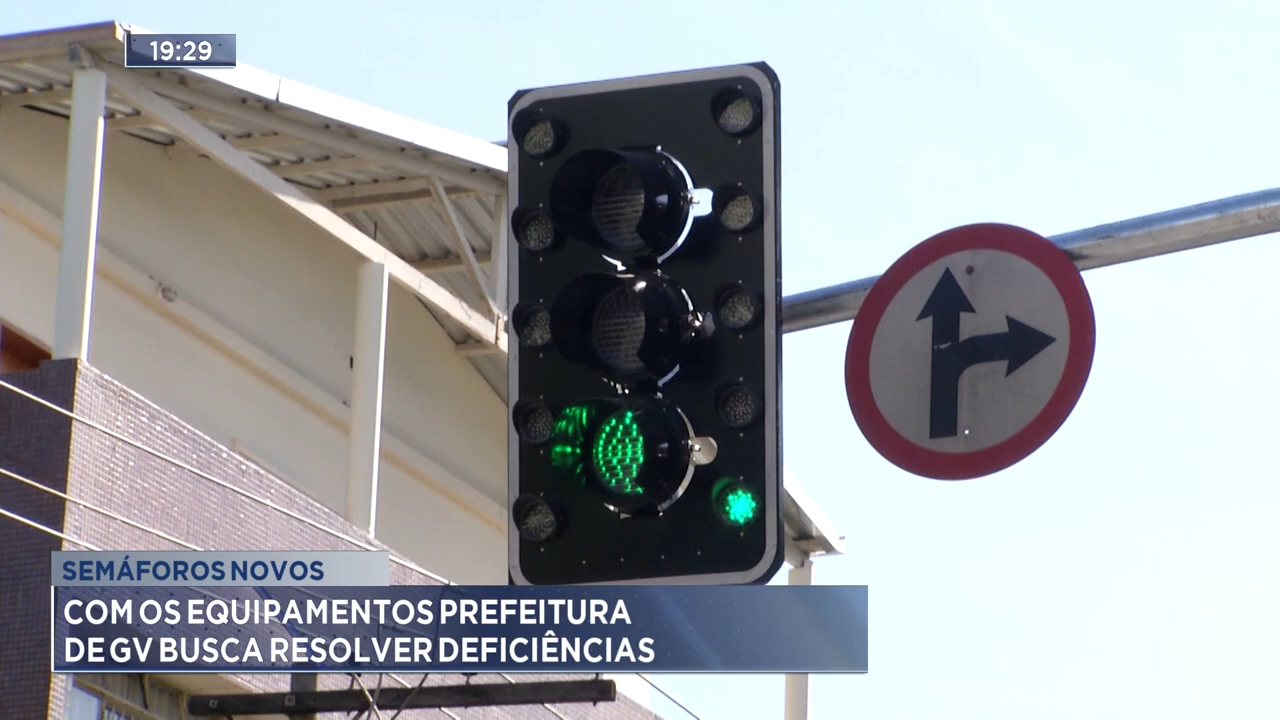 19:29
SEMÁFOROS NOVOS
COM OS EQUIPAMENTOS PREFEITURA
DE GV BUSCA RESOLVER DEFICIÊNCIAS